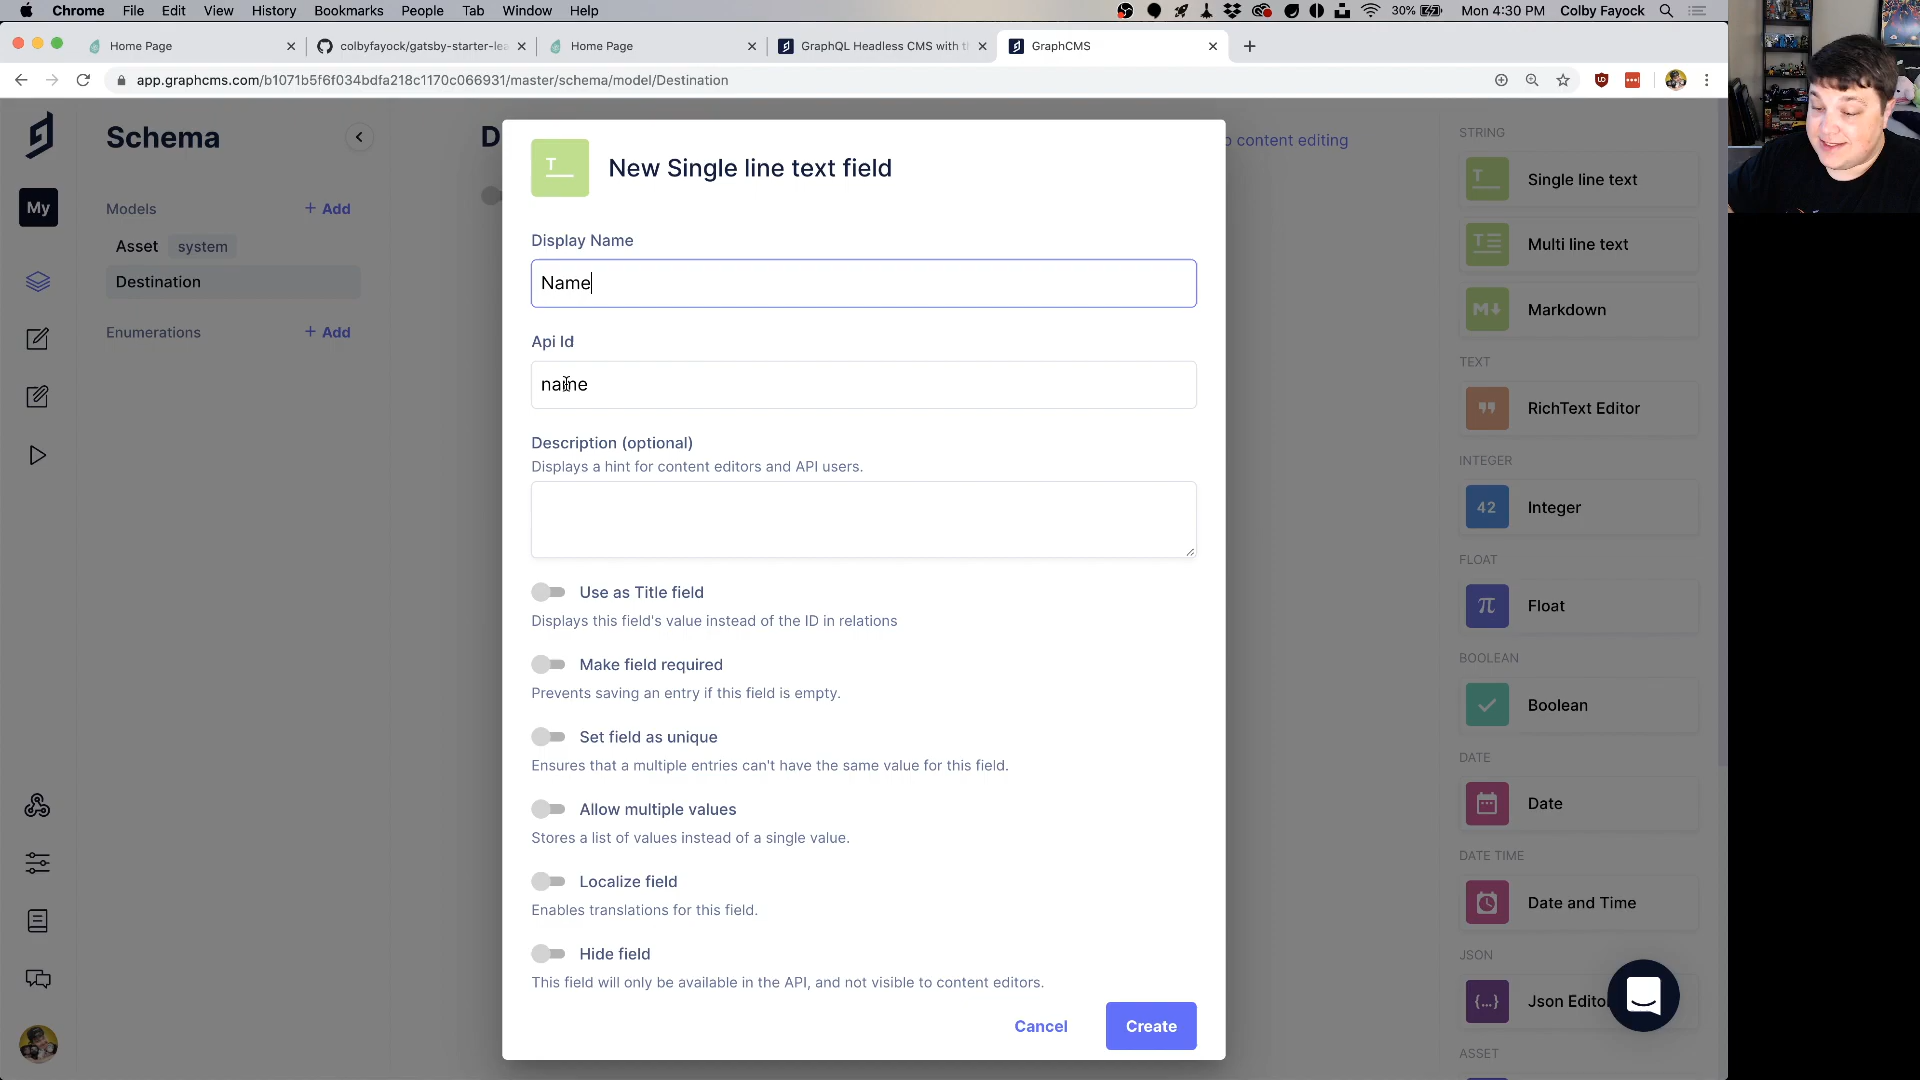 Chrome File Edit View History Bookmarks People Tab Window Help
30% Mon 4:30 PM Colby Fayock
Home Page
colbyfayock/gatsby-starter-lea
Home Page
GraphQL Headless CMS with th
GraphCMS
app.graphcms.com/b1071b5f6f034bdfa218c1170c066931/master/schema/model/Destination
Schema
My
Models
+ Add
Asset system
Destination
Enumerations
+ Add
D
o content editing
New Single line text field
Display Name
Name
Api Id
name
Description (optional)
Displays a hint for content editors and API users.
Use as Title field
Displays this field's value instead of the ID in relations
Make field required
Prevents saving an entry if this field is empty.
Set field as unique
Ensures that a multiple entries can't have the same value for this field.
Allow multiple values
Stores a list of values instead of a single value.
Localize field
Enables translations for this field.
Hide field
This field will only be available in the API, and not visible to content editors.
Cancel
Create
STRING
Single line text
Multi line text
Markdown
TEXT
RichText Editor
INTEGER
42 Integer
FLOAT
π Float
BOOLEAN
Boolean
DATE
Date
DATE TIME
Date and Time
JSON
{...} Json Edito
ASSET